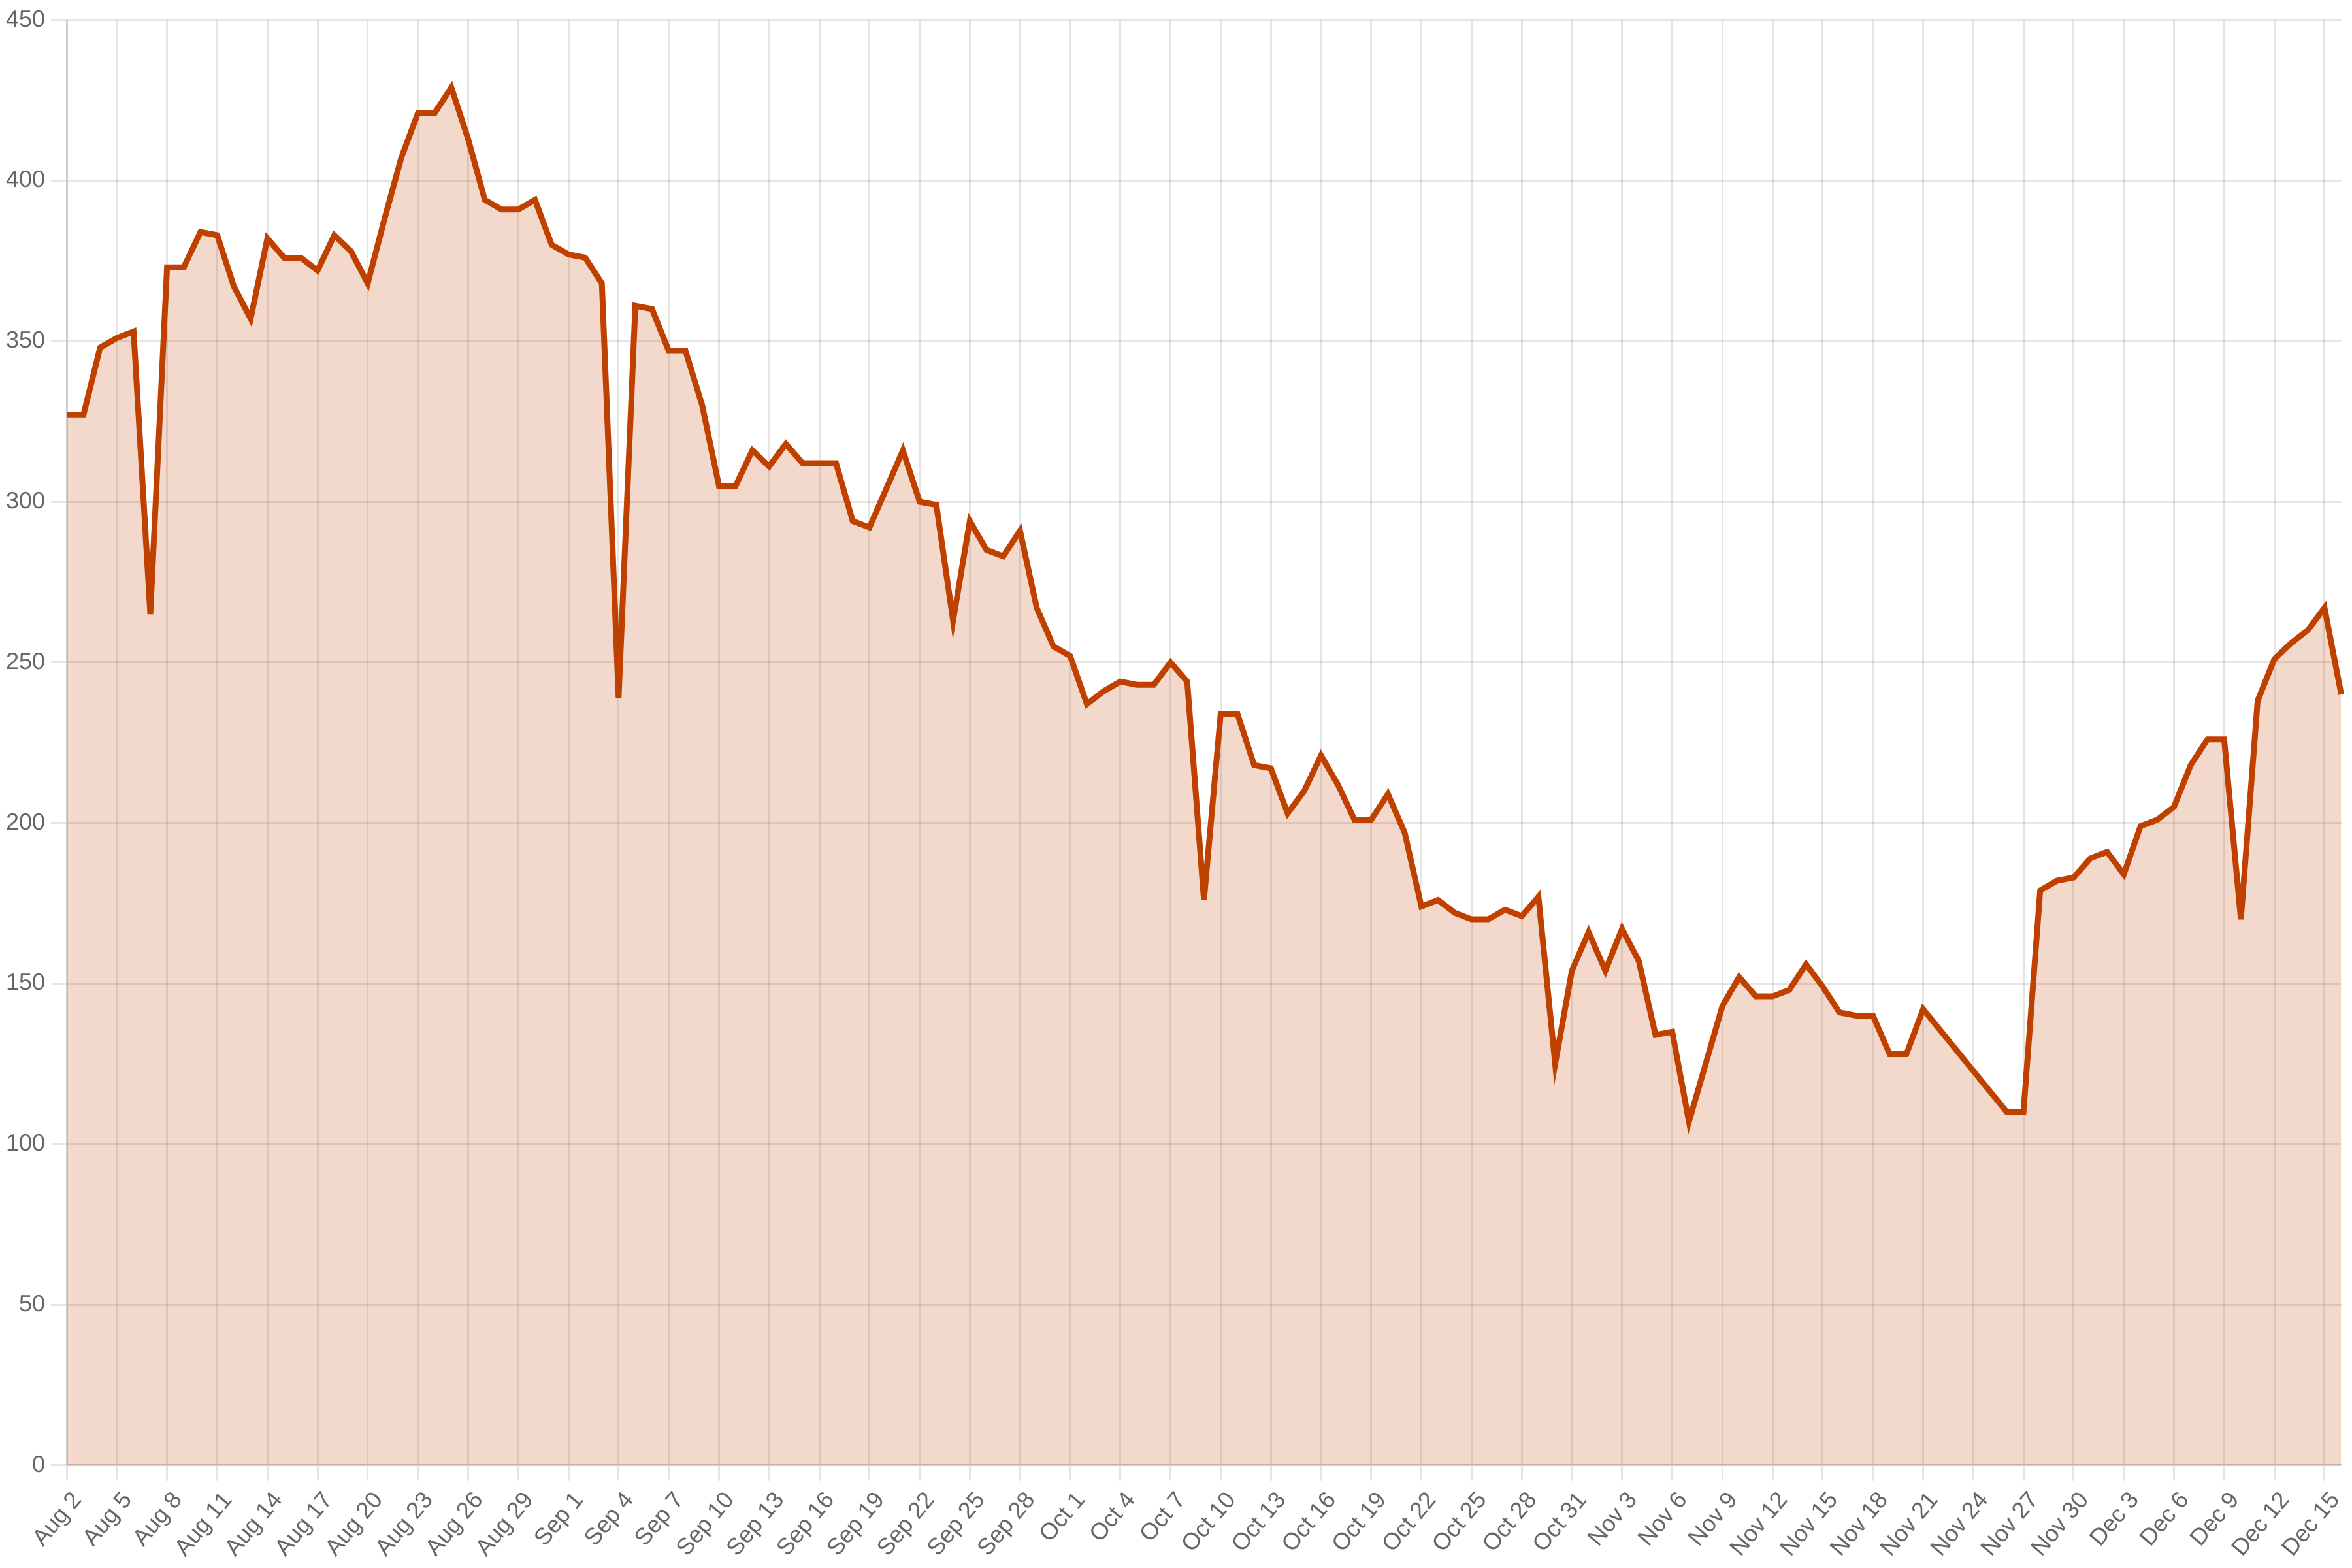 450
400
350
300
250
200
150
100
50
0
Aug 2
Aug 5
Aug 8
Aug 11
Aug 14
Aug 17
Aug 20
Aug 23
Aug 26
Aug 29
Sep 1
Sep 4
Sep 7
Sep 10
Sep 13
Sep 16
Sep 19
Sep 22
Sep 25
Sep 28
Oct 1
Oct 4
Oct 7
Oct 10
Oct 13
Oct 16
Oct 19
Oct 22
Oct 25
Oct 28
Oct 31
Nov 3
Nov 6
Nov 9
Nov 12
Nov 15
Nov 18
Nov 21
Nov 24
Nov 27
Nov 30
Dec 3
Dec 6
Dec 9
Dec 12
Dec 15